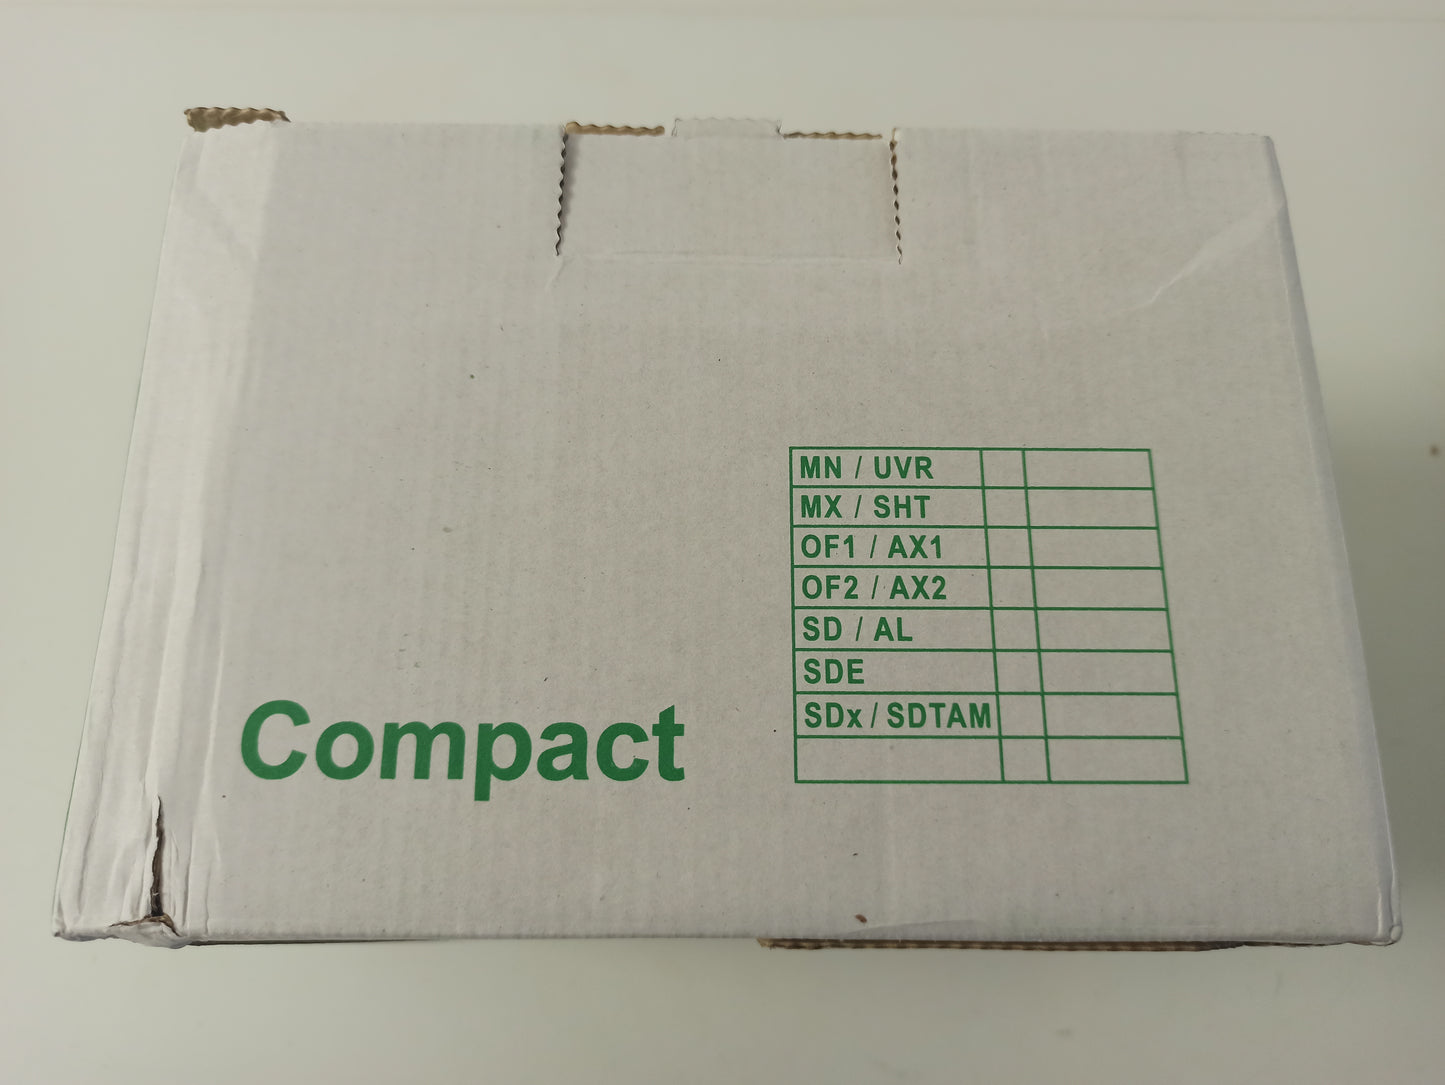 MN / UVR
MX / SHT
OF1 / AX1
OF2 / AX2
SD / AL
SDE
SDx / SDTAM
Compact